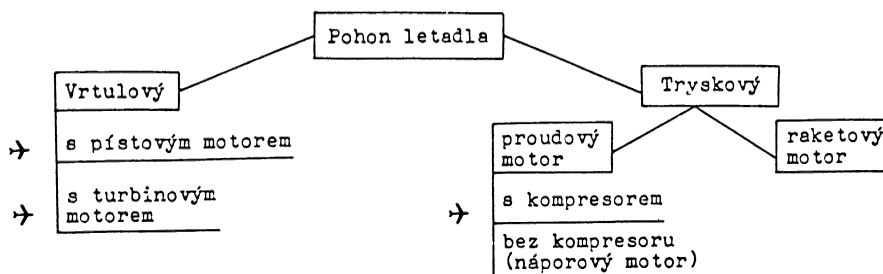 Pohon letadla
Vrtulový
Tryskový
s pístovým motorem
s turbinovým
motorem
proudový
motor
raketový
motor
s kompresorem
bez kompresoru
(náporový motor)